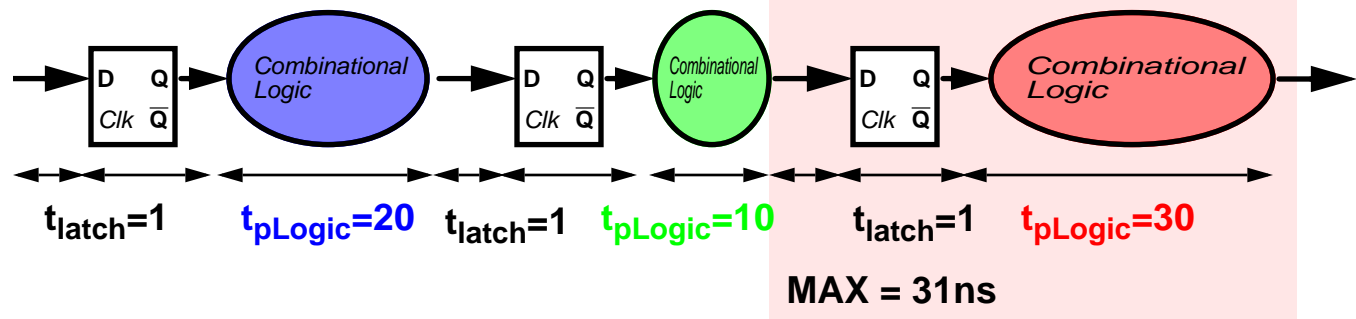 D Q
Clk Q̅
Combinational
Logic
D Q
Clk Q̅
Combinational
Logic
D Q
Clk Q̅
Combinational
Logic
tlatch=1
tpLogic=20
tlatch=1
tpLogic=10
tlatch=1
tpLogic=30
MAX = 31ns